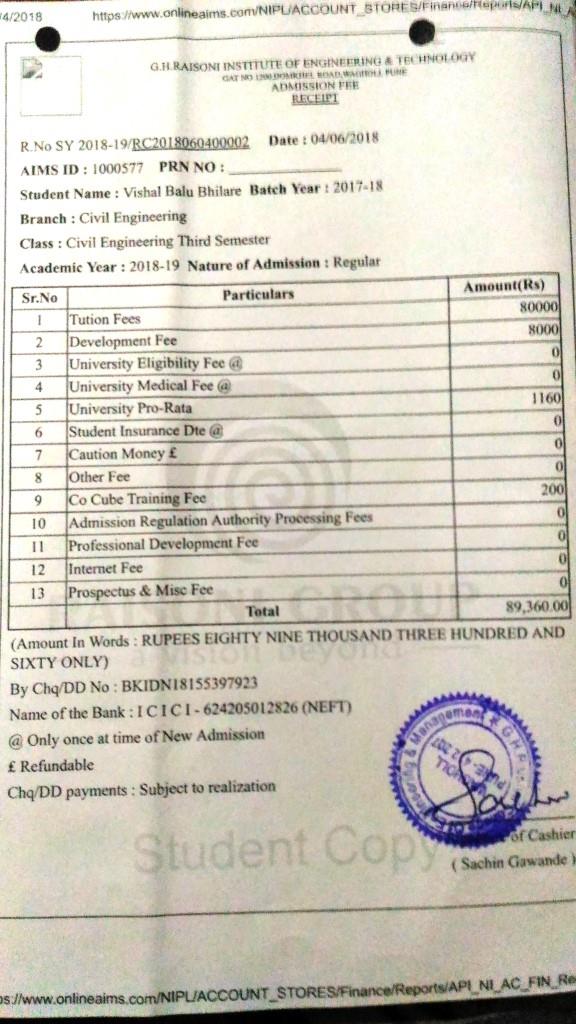 /4/2018 https://www.onlineaims.com/NIPL/ACCOUNT_STORES/Finance/Reports/API_NI_A
G.H.RAISONI INSTITUTE OF ENGINEERING & TECHNOLOGY
GAT NO 1200,DOMKHEL ROAD,WAGHOLI, PUNE
ADMISSION FEE
RECEIPT
R.No SY 2018-19/RC2018060400002 Date : 04/06/2018
AIMS ID : 1000577 PRN NO :
Student Name : Vishal Balu Bhilare Batch Year : 2017-18
Branch : Civil Engineering
Class : Civil Engineering Third Semester
Academic Year : 2018-19 Nature of Admission : Regular
Sr.No Particulars Amount(Rs)
1 Tution Fees 80000
2 Development Fee 8000
3 University Eligibility Fee @ 0
4 University Medical Fee @ 0
5 University Pro-Rata 1160
6 Student Insurance Dte @ 0
7 Caution Money £ 0
8 Other Fee 0
9 Co Cube Training Fee 200
10 Admission Regulation Authority Processing Fees 0
11 Professional Development Fee 0
12 Internet Fee 0
13 Prospectus & Misc Fee 0
Total 89,360.00
RAISONI GROUP
a vision beyond
(Amount In Words : RUPEES EIGHTY NINE THOUSAND THREE HUNDRED AND
SIXTY ONLY)
By Chq/DD No : BKIDN18155397923
Name of the Bank : I C I C I - 624205012826 (NEFT)
@ Only once at time of New Admission
£ Refundable
Chq/DD payments : Subject to realization
Engineering & Management
WAGHOLI,
PUNE
of Cashier
Student Copy
( Sachin Gawande )
ps://www.onlineaims.com/NIPL/ACCOUNT_STORES/Finance/Reports/API_NI_AC_FIN_Re